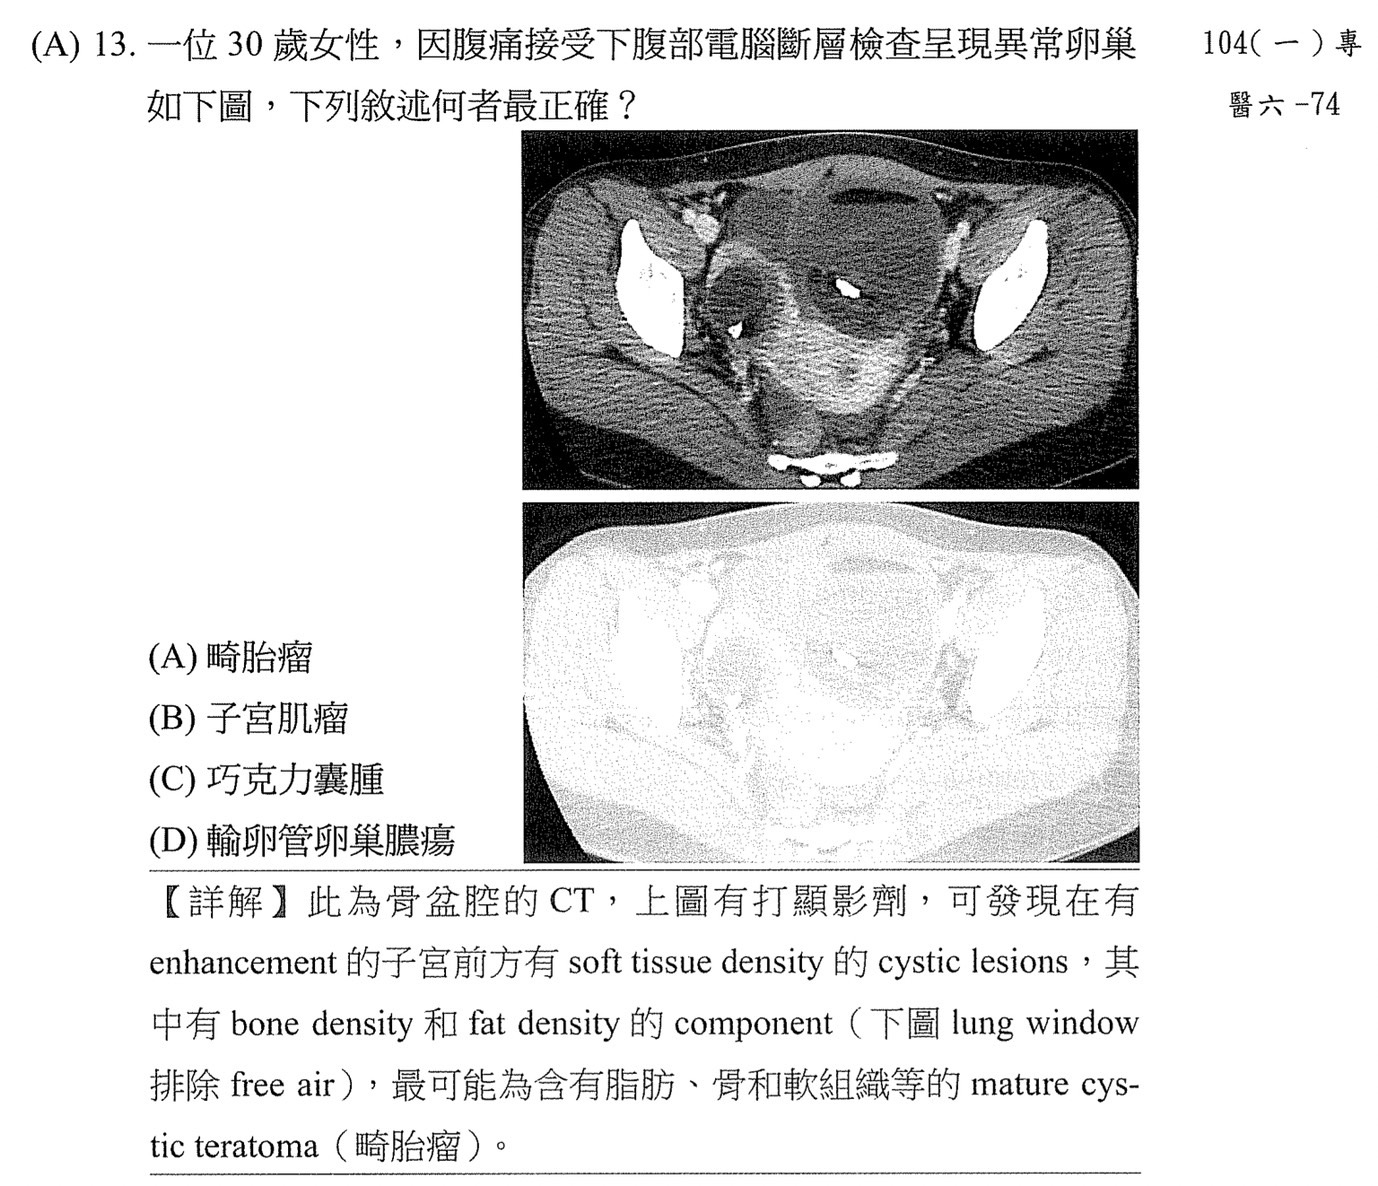 (A) 13. 一位 30 歲女性，因腹痛接受下腹部電腦斷層檢查呈現異常卵巢 104(一)專
如下圖，下列敘述何者最正確？ 醫六-74
(A) 畸胎瘤
(B) 子宮肌瘤
(C) 巧克力囊腫
(D) 輸卵管卵巢膿瘍
【詳解】此為骨盆腔的 CT，上圖有打顯影劑，可發現在有
enhancement 的子宮前方有 soft tissue density 的 cystic lesions，其
中有 bone density 和 fat density 的 component（下圖 lung window
排除 free air），最可能為含有脂肪、骨和軟組織等的 mature cys-
tic teratoma（畸胎瘤）。